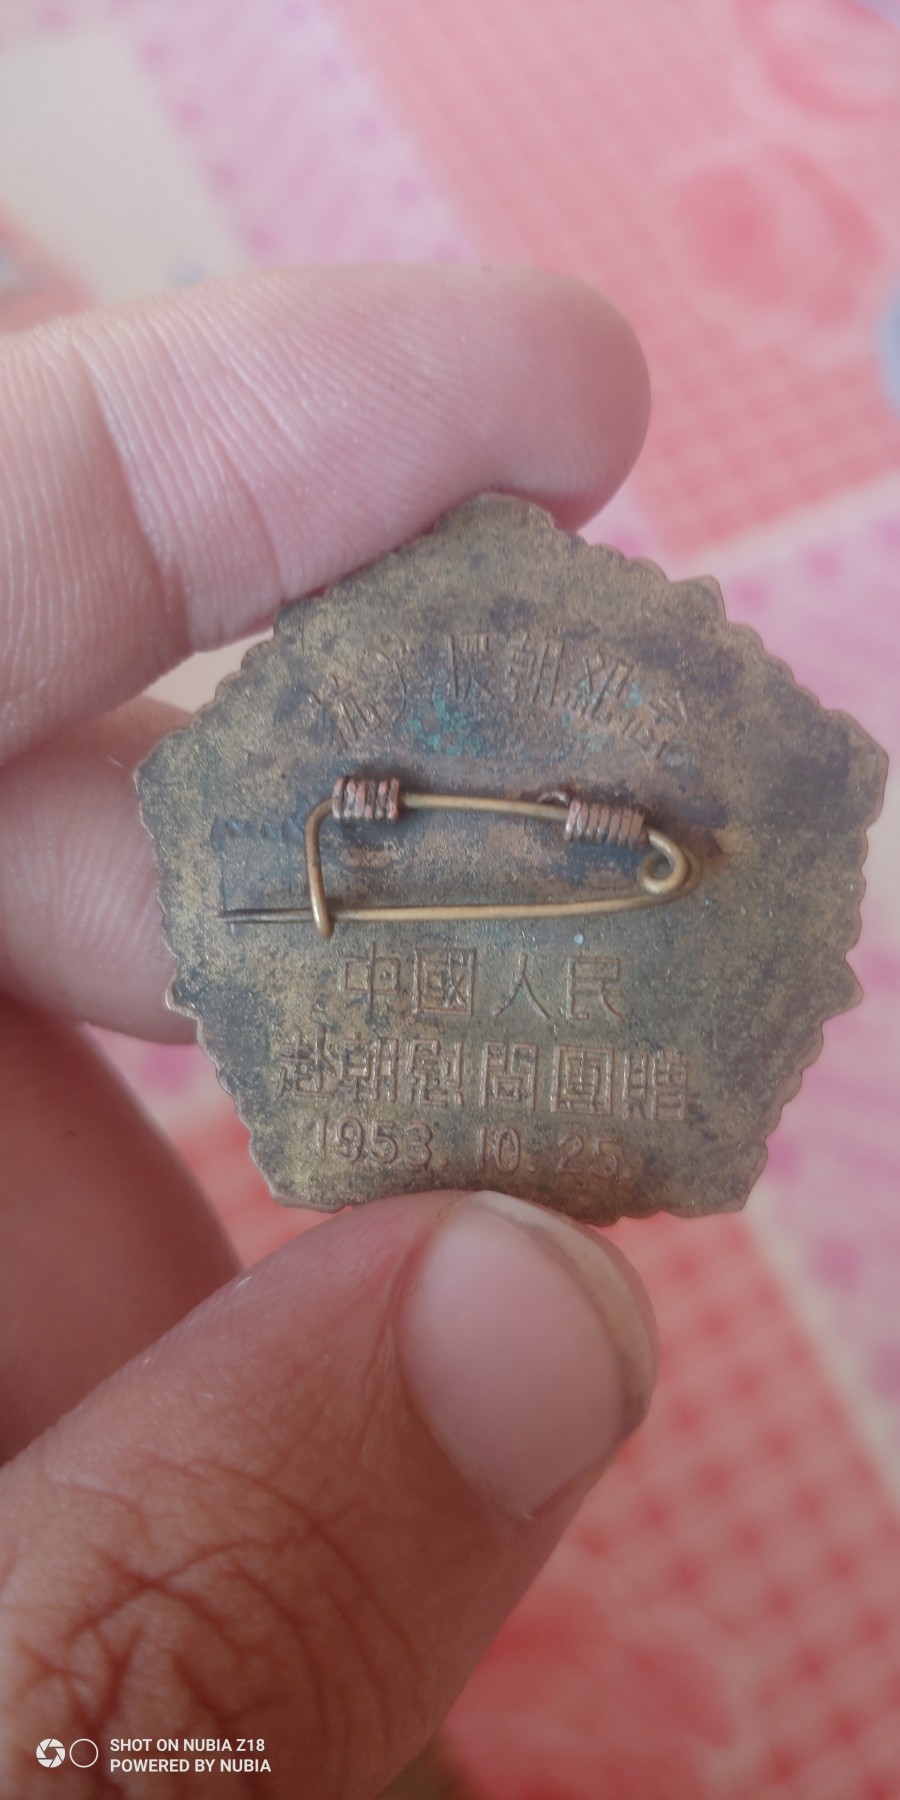 抗美援朝紀念
中國人民
赴朝慰問團贈
1953.10.25.
SHOT ON NUBIA Z18
POWERED BY NUBIA